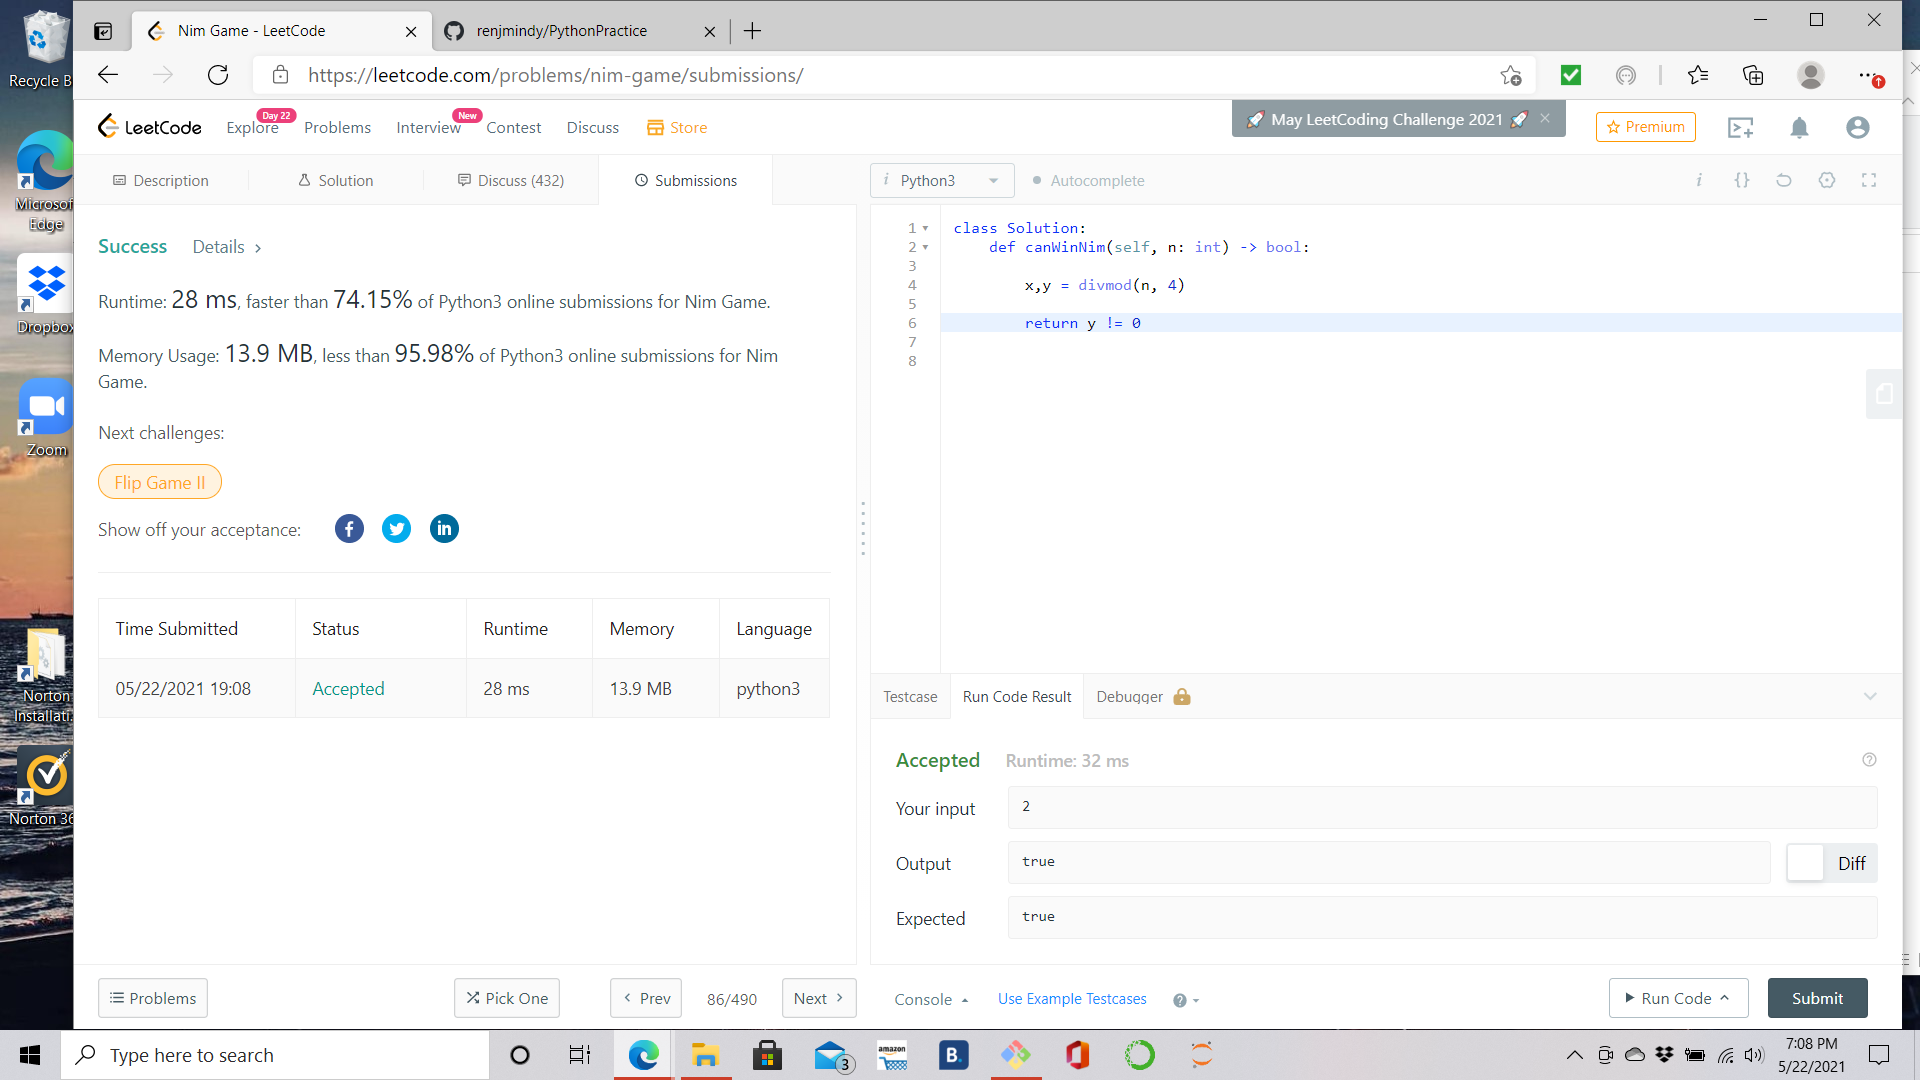 Recycle B
Microsof
Edge
Dropbox
Zoom
Norton
Installati.
Norton 36
Nim Game - LeetCode
renjmindy/PythonPractice
https://leetcode.com/problems/nim-game/submissions/
LeetCode
Explore
Day 22
Problems
Interview
New
Contest
Discuss
Store
May LeetCoding Challenge 2021
Premium
Description
Solution
Discuss (432)
Submissions
i Python3
Autocomplete
i
{}
Success
Details >
Runtime: 28 ms, faster than 74.15% of Python3 online submissions for Nim Game.
Memory Usage: 13.9 MB, less than 95.98% of Python3 online submissions for Nim
Game.
Next challenges:
Flip Game II
Show off your acceptance:
f
in
Time Submitted Status Runtime Memory Language
05/22/2021 19:08 Accepted 28 ms 13.9 MB python3
1 class Solution:
2 def canWinNim(self, n: int) -> bool:
3
4 x,y = divmod(n, 4)
5
6 return y != 0
7
8
Testcase
Run Code Result
Debugger
Accepted Runtime: 32 ms
Your input 2
Output true
Diff
Expected true
Problems
Pick One
< Prev
86/490
Next >
Console
Use Example Testcases
?
Run Code
Submit
Type here to search
3
amazon
B.
7:08 PM
5/22/2021